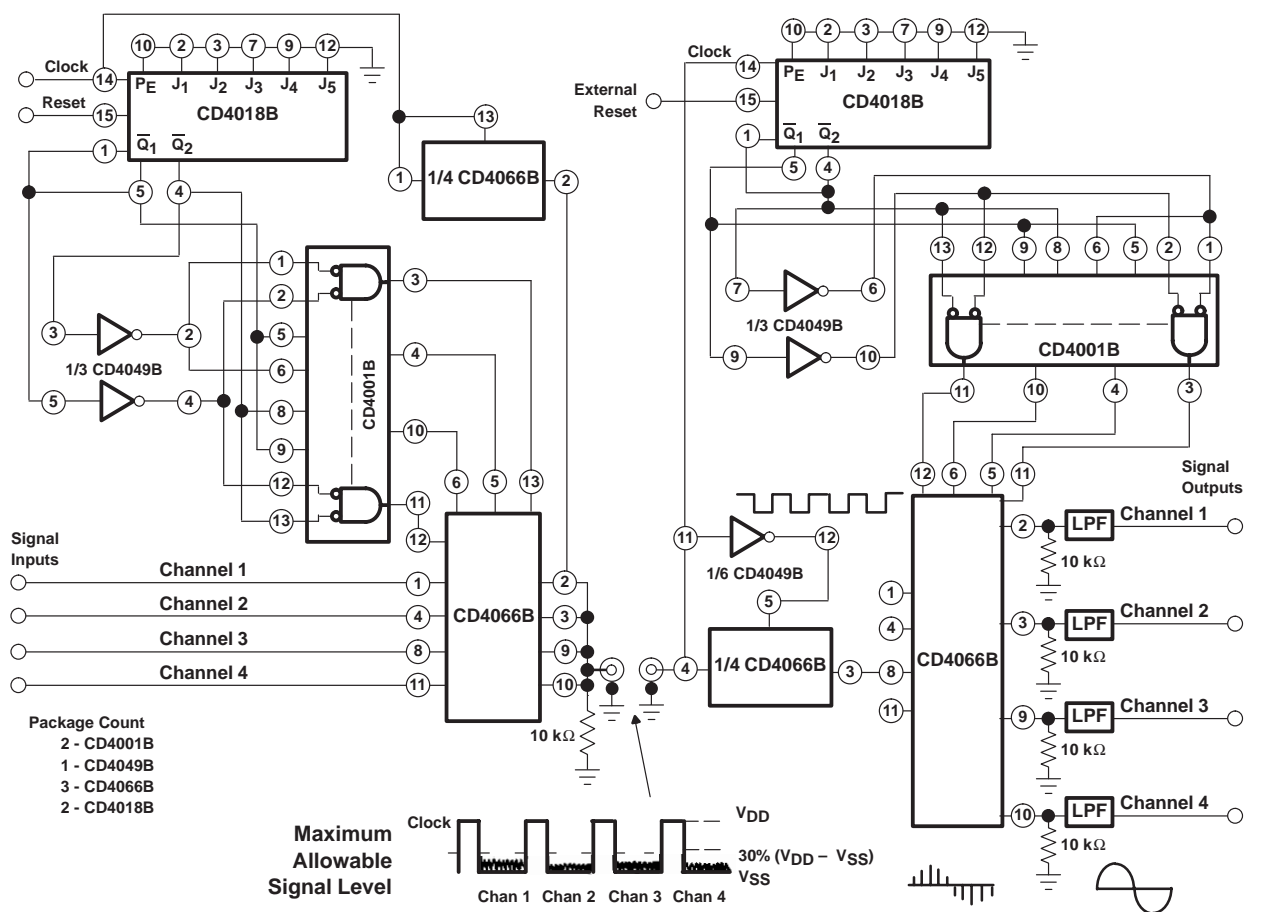 10 2 3 7 9 12
Clock 14 PE J1 J2 J3 J4 J5
Reset 15 CD4018B
1 Q̅1 Q̅2
5 4
13
1 1/4 CD4066B 2
1 3
2
3 2 5 4
1/3 CD4049B 6
5 4 8
CD4001B
9 10
12 11
13 12
6 5 13
Signal
Inputs
Channel 1 1 2
Channel 2 4 CD4066B 3
Channel 3 8 9
Channel 4 11 10
10 kΩ
Package Count
2 - CD4001B
1 - CD4049B
3 - CD4066B
2 - CD4018B
10 2 3 7 9 12
Clock 14 PE J1 J2 J3 J4 J5
External
Reset 15 CD4018B
1 Q̅1 Q̅2
5 4
13 12 9 8 6 5 2 1
7 6
1/3 CD4049B
9 10
CD4001B
11 10 4 3
12 6 5 11
11 12
1/6 CD4049B
5
4 1/4 CD4066B 3
1
4
8 CD4066B
11
Signal
Outputs
2 LPF Channel 1
10 kΩ
3 LPF Channel 2
10 kΩ
9 LPF Channel 3
10 kΩ
10 LPF Channel 4
10 kΩ
Maximum
Allowable
Signal Level
Clock VDD
30% (VDD – VSS)
VSS
Chan 1 Chan 2 Chan 3 Chan 4